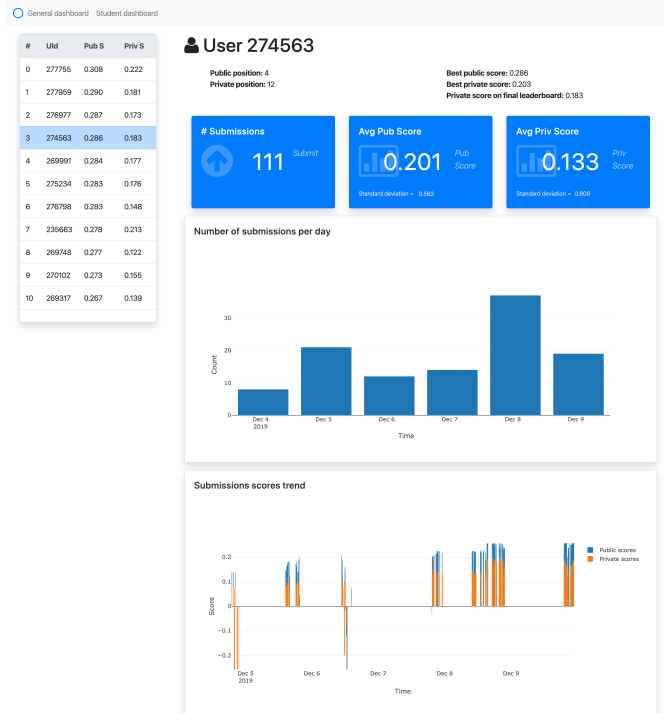 General dashboard Student dashboard
# UId Pub S Priv S
0 277755 0.308 0.222
1 277959 0.290 0.181
2 276977 0.287 0.173
3 274563 0.286 0.183
4 269991 0.284 0.177
5 275234 0.283 0.176
6 276798 0.283 0.148
7 235663 0.278 0.213
8 269748 0.277 0.122
9 270102 0.273 0.155
10 269317 0.267 0.139
User 274563
Public position: 4
Private position: 12
Best public score: 0.286
Best private score: 0.203
Private score on final leaderboard: 0.183
# Submissions
111 Submit
Avg Pub Score
0.201 Pub
Score
Standard deviation = 0.562
Avg Priv Score
0.133 Priv
Score
Standard deviation = 0.808
Number of submissions per day
30
20
10
0
Count
Dec 4 Dec 5 Dec 6 Dec 7 Dec 8 Dec 9
2019
Time
Submissions scores trend
Public scores
Private scores
0.2
0.1
0
−0.1
−0.2
Score
Dec 5 Dec 6 Dec 7 Dec 8 Dec 9
2019
Time